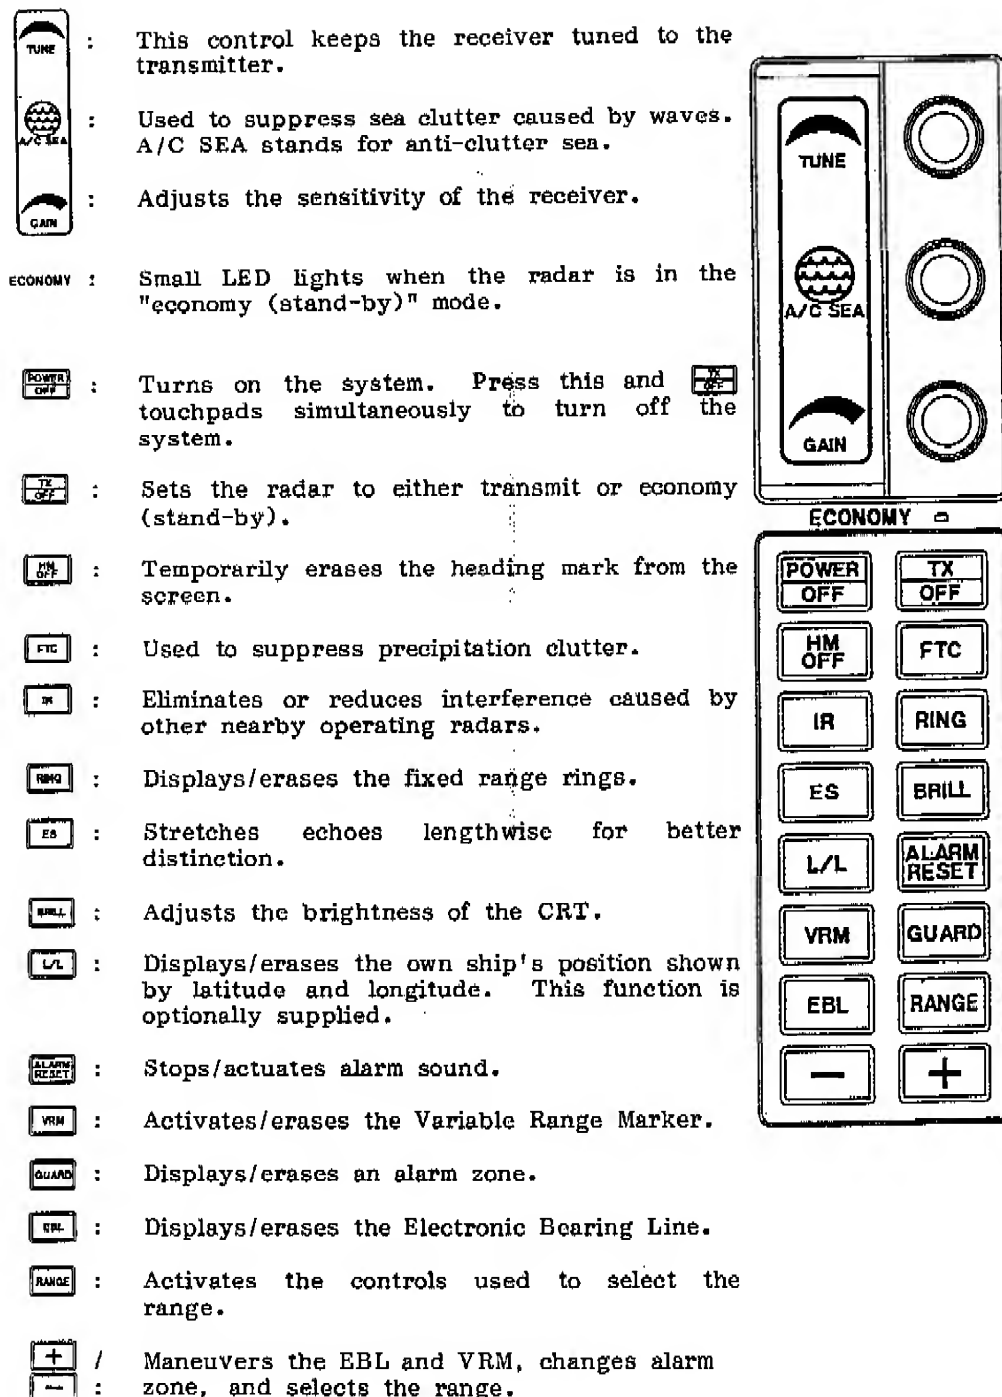 TUNE : This control keeps the receiver tuned to the
transmitter.
A/C SEA : Used to suppress sea clutter caused by waves.
A/C SEA stands for anti-clutter sea.
GAIN : Adjusts the sensitivity of the receiver.
ECONOMY : Small LED lights when the radar is in the
"economy (stand-by)" mode.
POWER OFF : Turns on the system. Press this and TX OFF
touchpads simultaneously to turn off the
system.
TX OFF : Sets the radar to either transmit or economy
(stand-by).
HM OFF : Temporarily erases the heading mark from the
screen.
FTC : Used to suppress precipitation clutter.
IR : Eliminates or reduces interference caused by
other nearby operating radars.
RING : Displays/erases the fixed range rings.
ES : Stretches echoes lengthwise for better
distinction.
BRILL : Adjusts the brightness of the CRT.
L/L : Displays/erases the own ship's position shown
by latitude and longitude. This function is
optionally supplied.
ALARM RESET : Stops/actuates alarm sound.
VRM : Activates/erases the Variable Range Marker.
GUARD : Displays/erases an alarm zone.
EBL : Displays/erases the Electronic Bearing Line.
RANGE : Activates the controls used to select the
range.
+ / Maneuvers the EBL and VRM, changes alarm
- : zone, and selects the range.
TUNE
A/C SEA
GAIN
ECONOMY
POWER TX
OFF OFF
HM OFF FTC
IR RING
ES BRILL
L/L ALARM RESET
VRM GUARD
EBL RANGE
- +